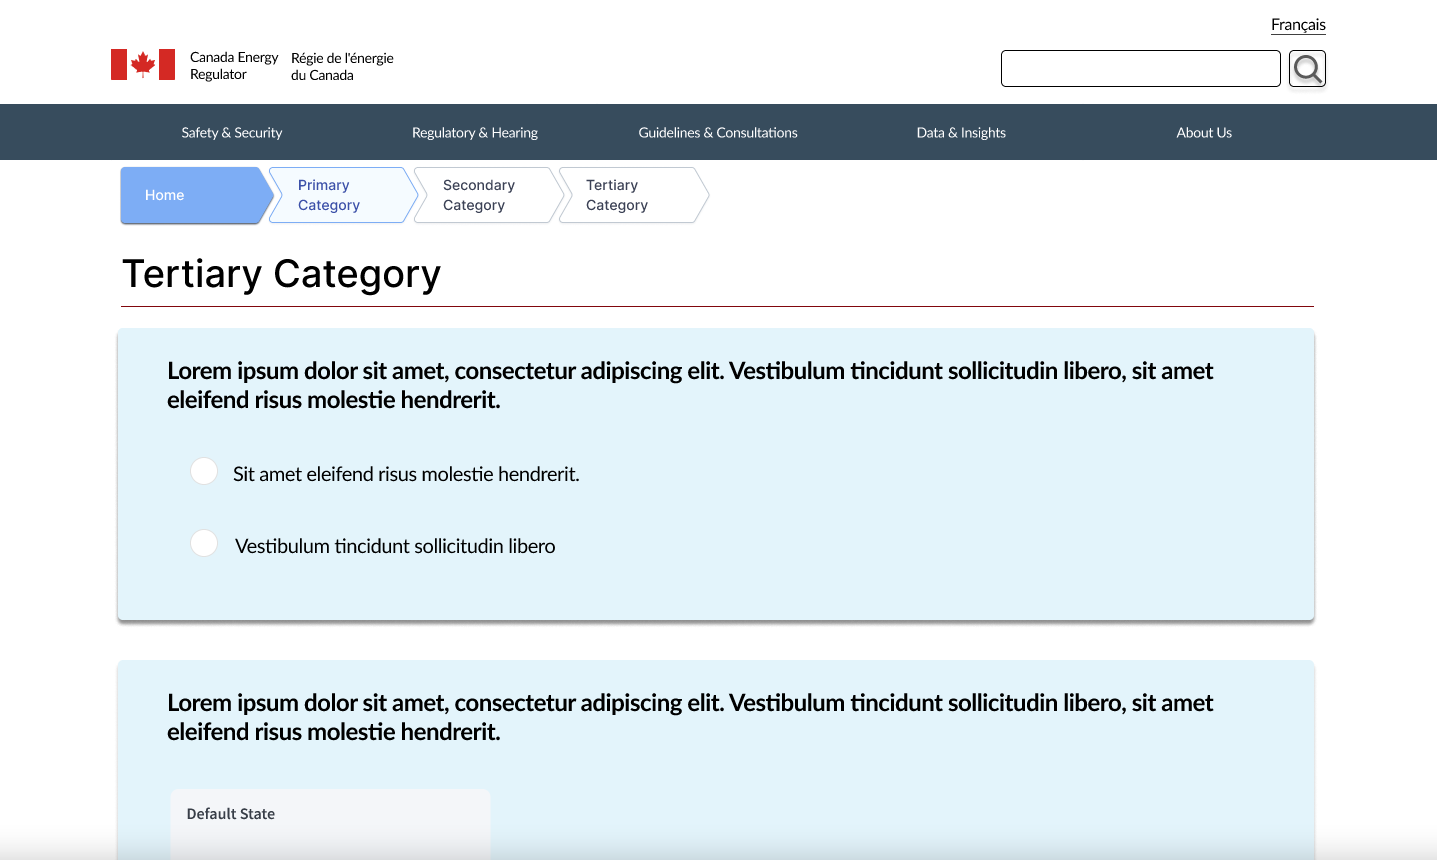 Français
Canada Energy
Regulator
Régie de l'énergie
du Canada
Safety & Security
Regulatory & Hearing
Guidelines & Consultations
Data & Insights
About Us
Home
Primary
Category
Secondary
Category
Tertiary
Category
Tertiary Category
Lorem ipsum dolor sit amet, consectetur adipiscing elit. Vestibulum tincidunt sollicitudin libero, sit amet
eleifend risus molestie hendrerit.
Sit amet eleifend risus molestie hendrerit.
Vestibulum tincidunt sollicitudin libero
Lorem ipsum dolor sit amet, consectetur adipiscing elit. Vestibulum tincidunt sollicitudin libero, sit amet
eleifend risus molestie hendrerit.
Default State